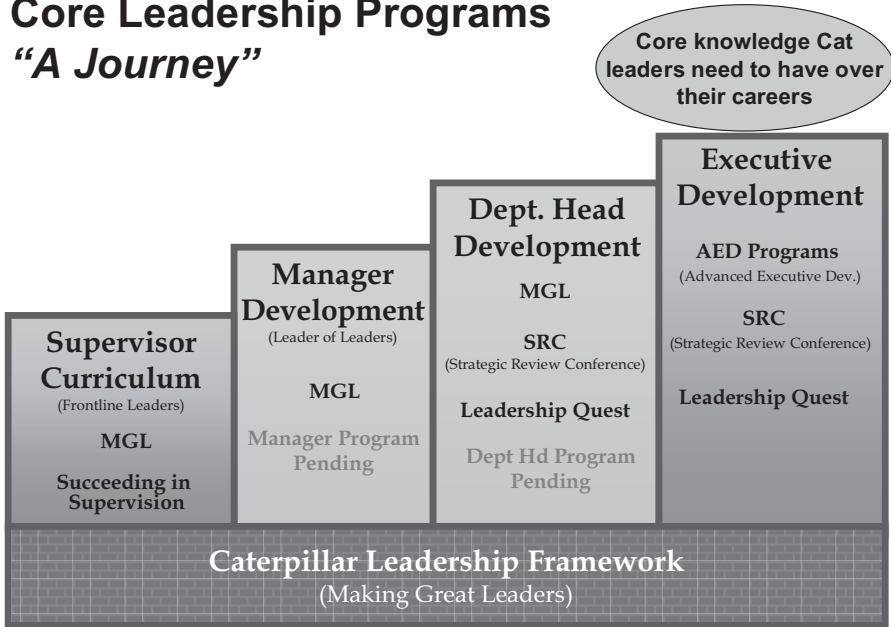 Core Leadership Programs
“A Journey”
Core knowledge Cat
leaders need to have over
their careers
Supervisor
Curriculum
(Frontline Leaders)
MGL
Succeeding in
Supervision
Manager
Development
(Leader of Leaders)
MGL
Manager Program
Pending
Dept. Head
Development
MGL
SRC
(Strategic Review Conference)
Leadership Quest
Dept Hd Program
Pending
Executive
Development
AED Programs
(Advanced Executive Dev.)
SRC
(Strategic Review Conference)
Leadership Quest
Caterpillar Leadership Framework
(Making Great Leaders)